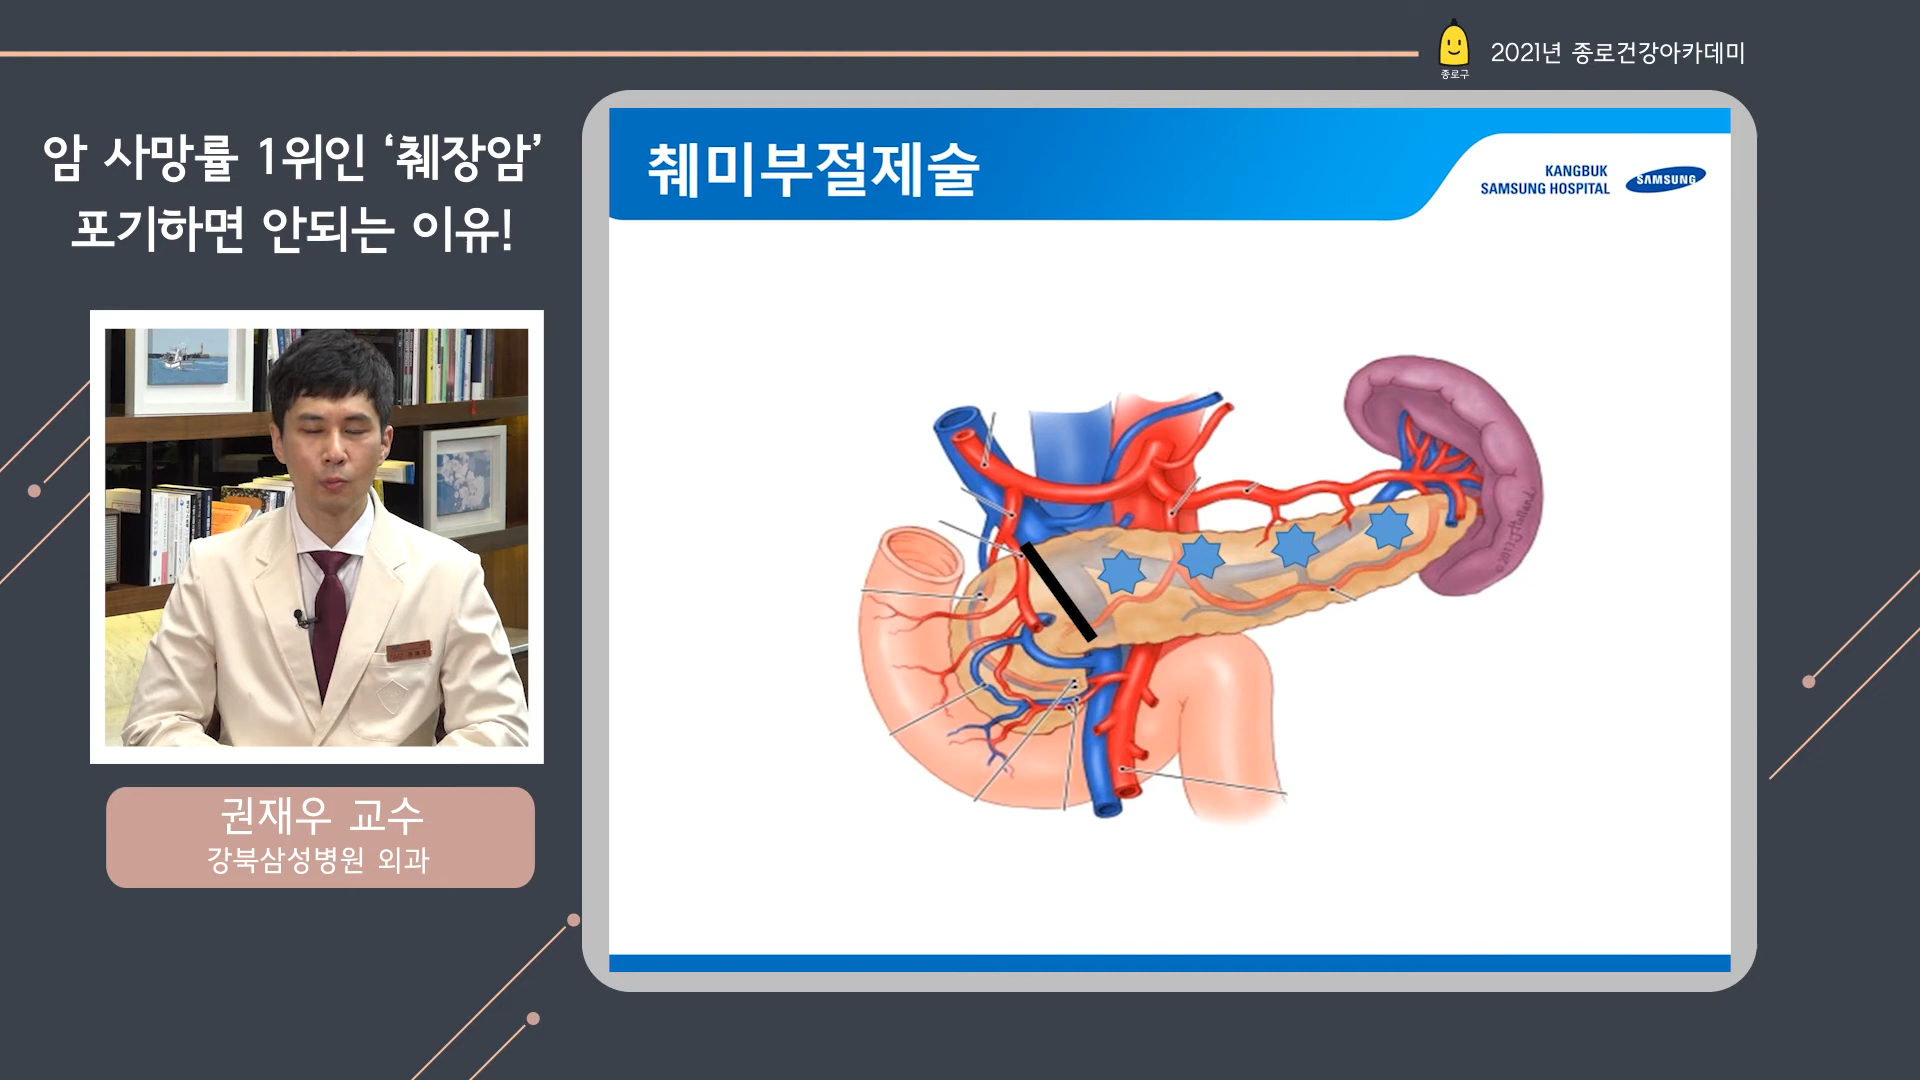 종로구
2021년 종로건강아카데미
암 사망률 1위인 ‘췌장암’
포기하면 안되는 이유!
췌미부절제술
KANGBUK
SAMSUNG HOSPITAL
SAMSUNG
권재우 교수
강북삼성병원 외과